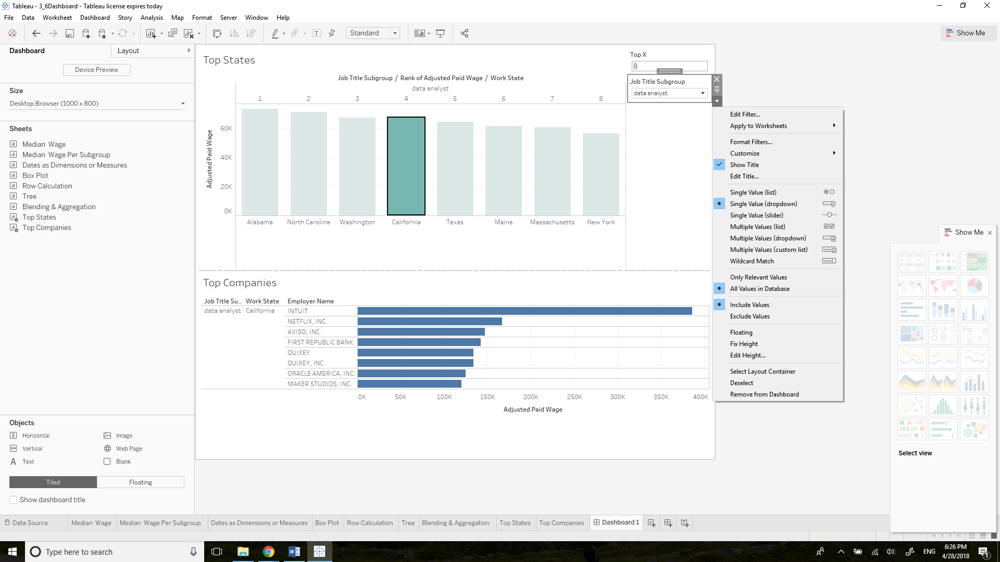 Tableau - 3_6Dashboard - Tableau license expires today
File Data Worksheet Dashboard Story Analysis Map Format Server Window Help
Standard
Show Me
Dashboard
Layout
Device Preview
Size
Desktop Browser (1000 x 800)
Sheets
Median Wage
Median Wage Per Subgroup
Dates as Dimensions or Measures
Box Plot
Row Calculation
Tree
Blending & Aggregation
Top States
Top Companies
Objects
Horizontal
Image
Vertical
Web Page
A Text
Blank
Tiled
Floating
Show dashboard title
Top States
Job Title Subgroup / Rank of Adjusted Paid Wage / Work State
data analyst
1 2 3 4 5 6 7 8
Adjusted Paid Wage
60K
40K
20K
0K
Alabama North Carolina Washington California Texas Maine Massachusetts New York
Top X
8
Job Title Subgroup
data analyst
Top Companies
Job Title Su.. Work State Employer Name
data analyst California INTUIT
NETFLIX, INC.
AVISO, INC.
FIRST REPUBLIC BANK
QUIXEY
QUIXEY, INC.
ORACLE AMERICA, INC.
MAKER STUDIOS, INC.
0K 50K 100K 150K 200K 250K 300K 350K 400K
Adjusted Paid Wage
Edit Filter...
Apply to Worksheets
Format Filters...
Customize
Show Title
Edit Title...
Single Value (list)
Single Value (dropdown)
Single Value (slider)
Multiple Values (list)
Multiple Values (dropdown)
Multiple Values (custom list)
Wildcard Match
Only Relevant Values
All Values in Database
Include Values
Exclude Values
Floating
Fix Height
Edit Height...
Select Layout Container
Deselect
Remove from Dashboard
Show Me
Select view
Data Source Median Wage Median Wage Per Subgroup Dates as Dimensions or Measures Box Plot Row Calculation Tree Blending & Aggregation Top States Top Companies Dashboard 1
Type here to search
ENG
6:26 PM
4/28/2018
1